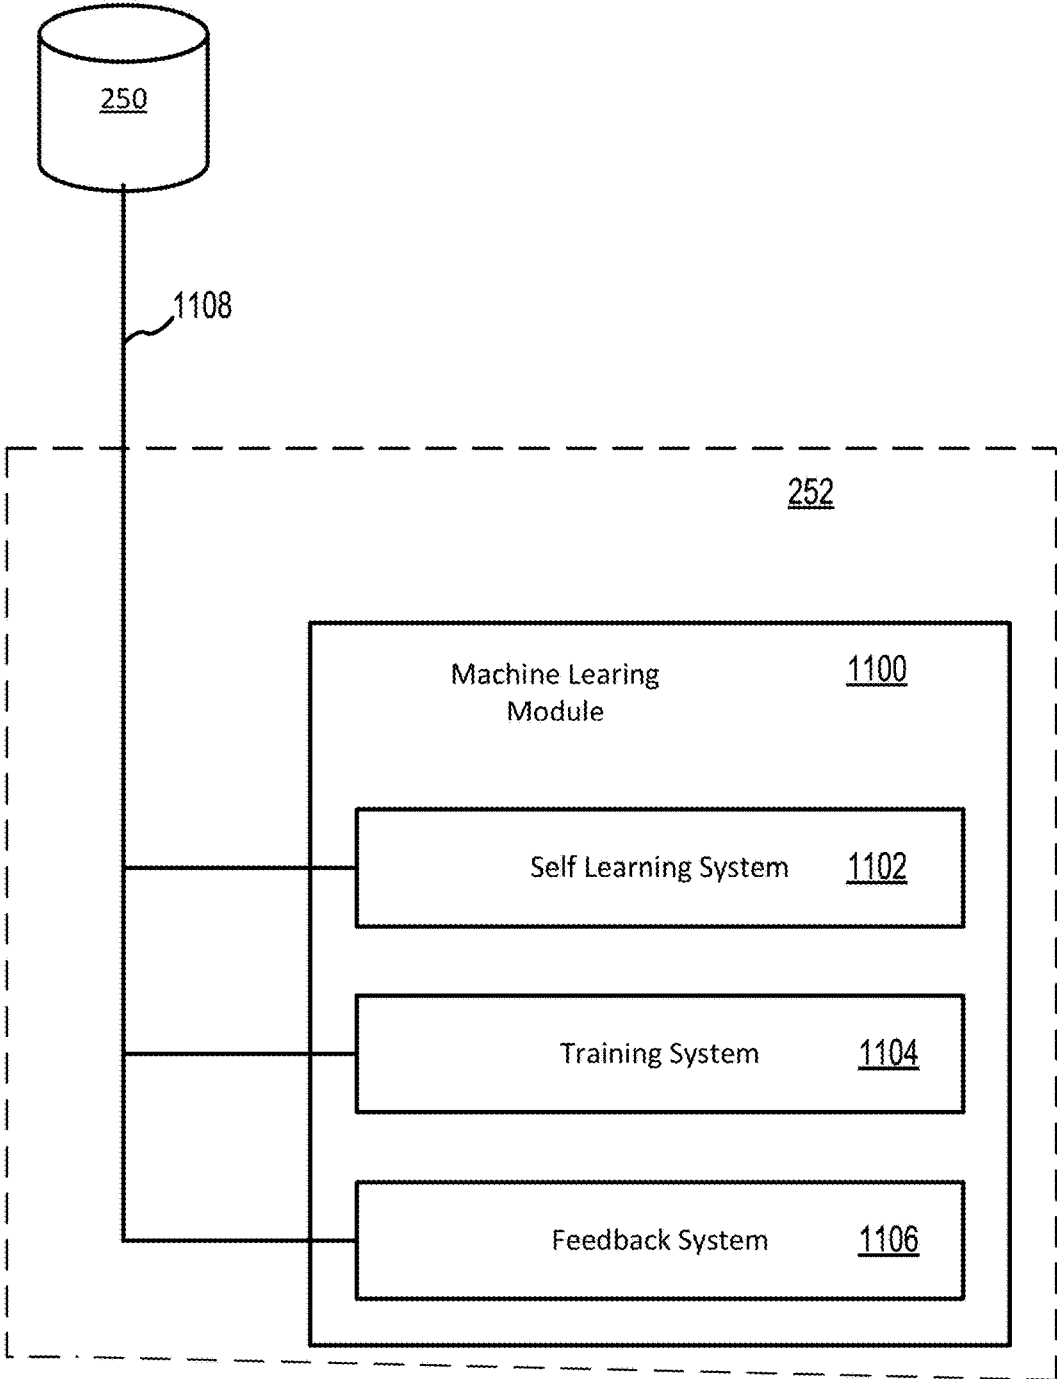 250
1108
252
Machine Learing 1100
Module
Self Learning System 1102
Training System 1104
Feedback System 1106